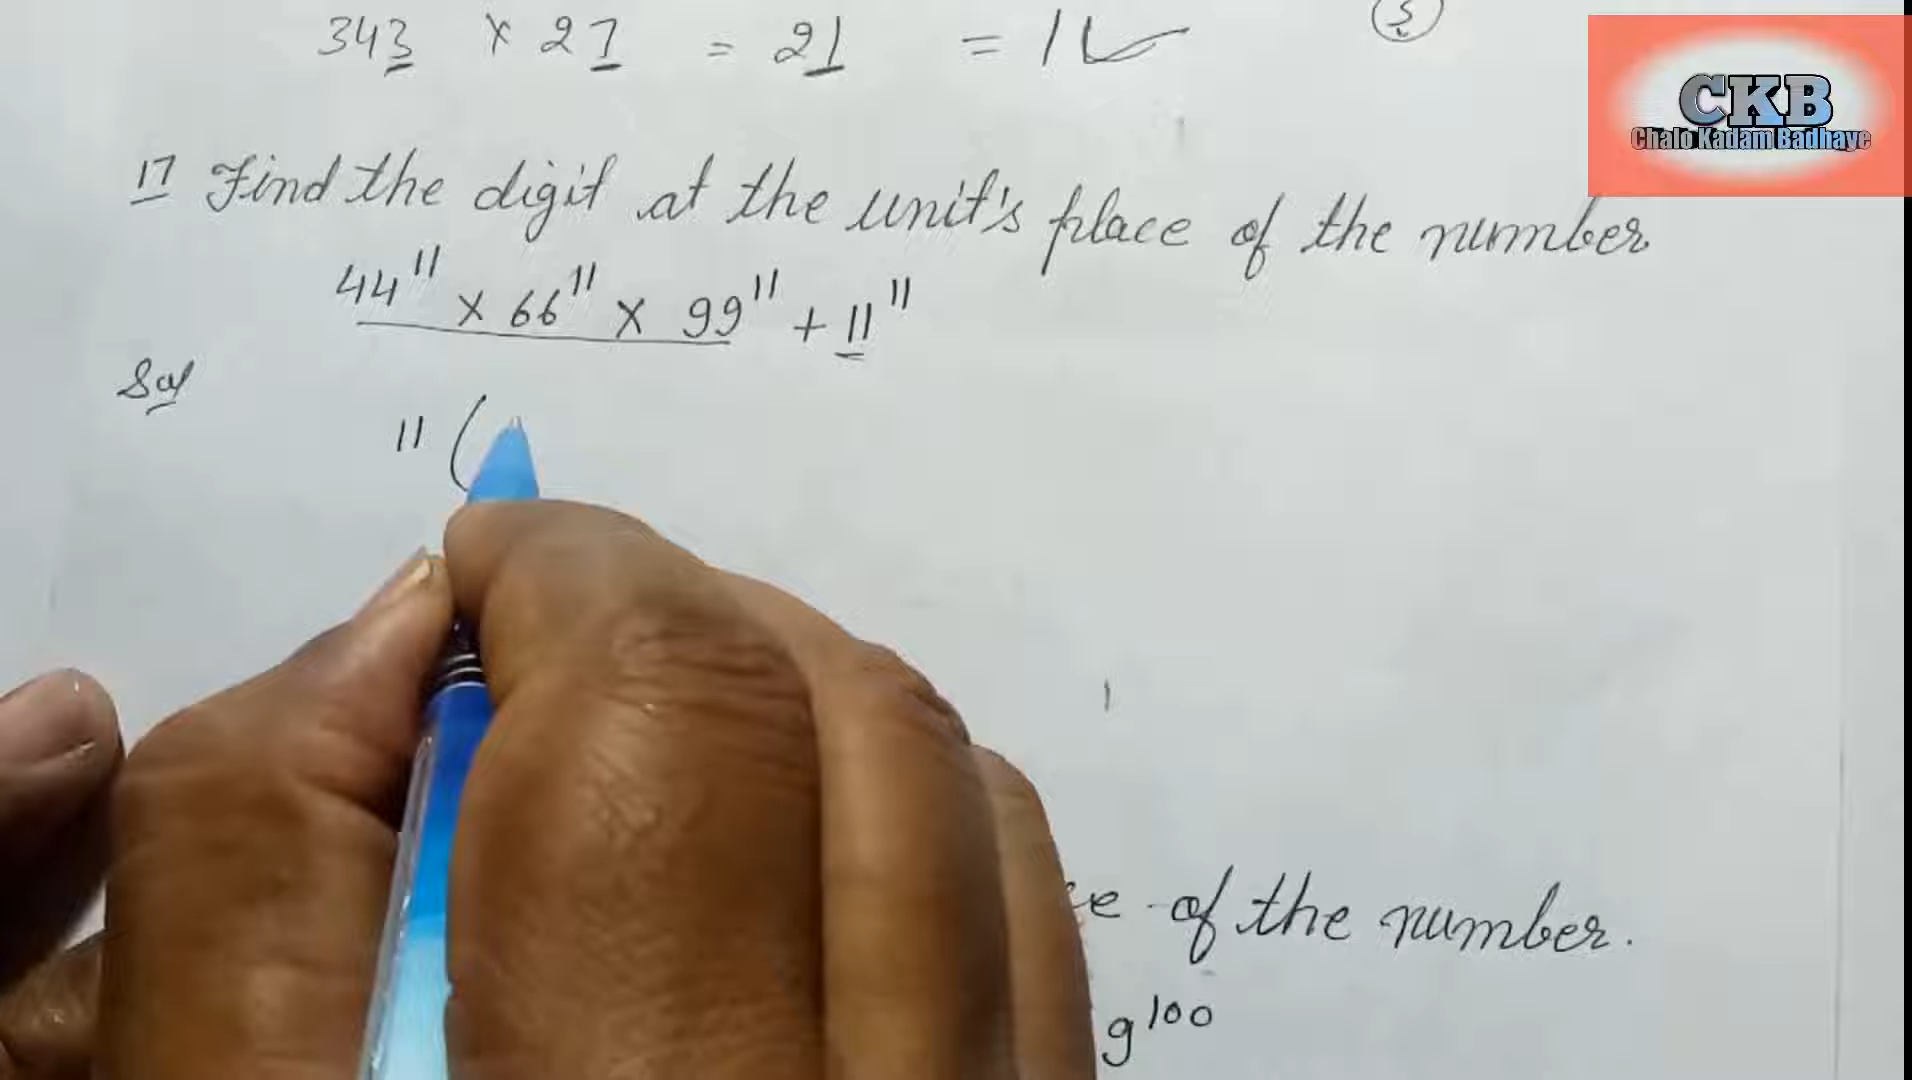 343 × 27 = 21 = 1
3
CKB
Chalo Kadam Badhaye
17 Find the digit at the unit's place of the number
44¹¹ × 66¹¹ × 99¹¹ + 11¹¹
Sol
11 (
of the number.
9¹⁰⁰